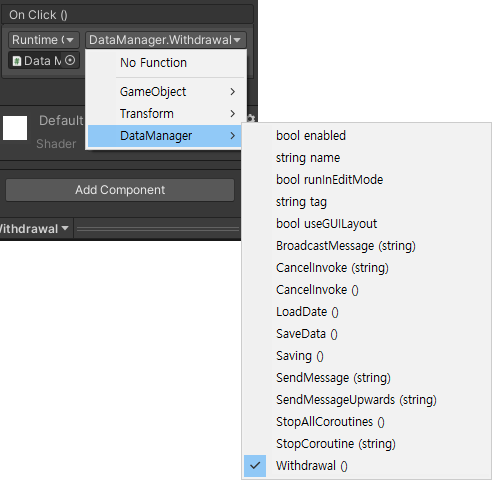 On Click ()
Runtime O
DataManager.Withdrawal
# Data M
No Function
GameObject
Transform
DataManager
Default
Shader
Add Component
Withdrawal
bool enabled
string name
bool runInEditMode
string tag
bool useGUILayout
BroadcastMessage (string)
CancelInvoke (string)
CancelInvoke ()
LoadDate ()
SaveData ()
Saving ()
SendMessage (string)
SendMessageUpwards (string)
StopAllCoroutines ()
StopCoroutine (string)
Withdrawal ()